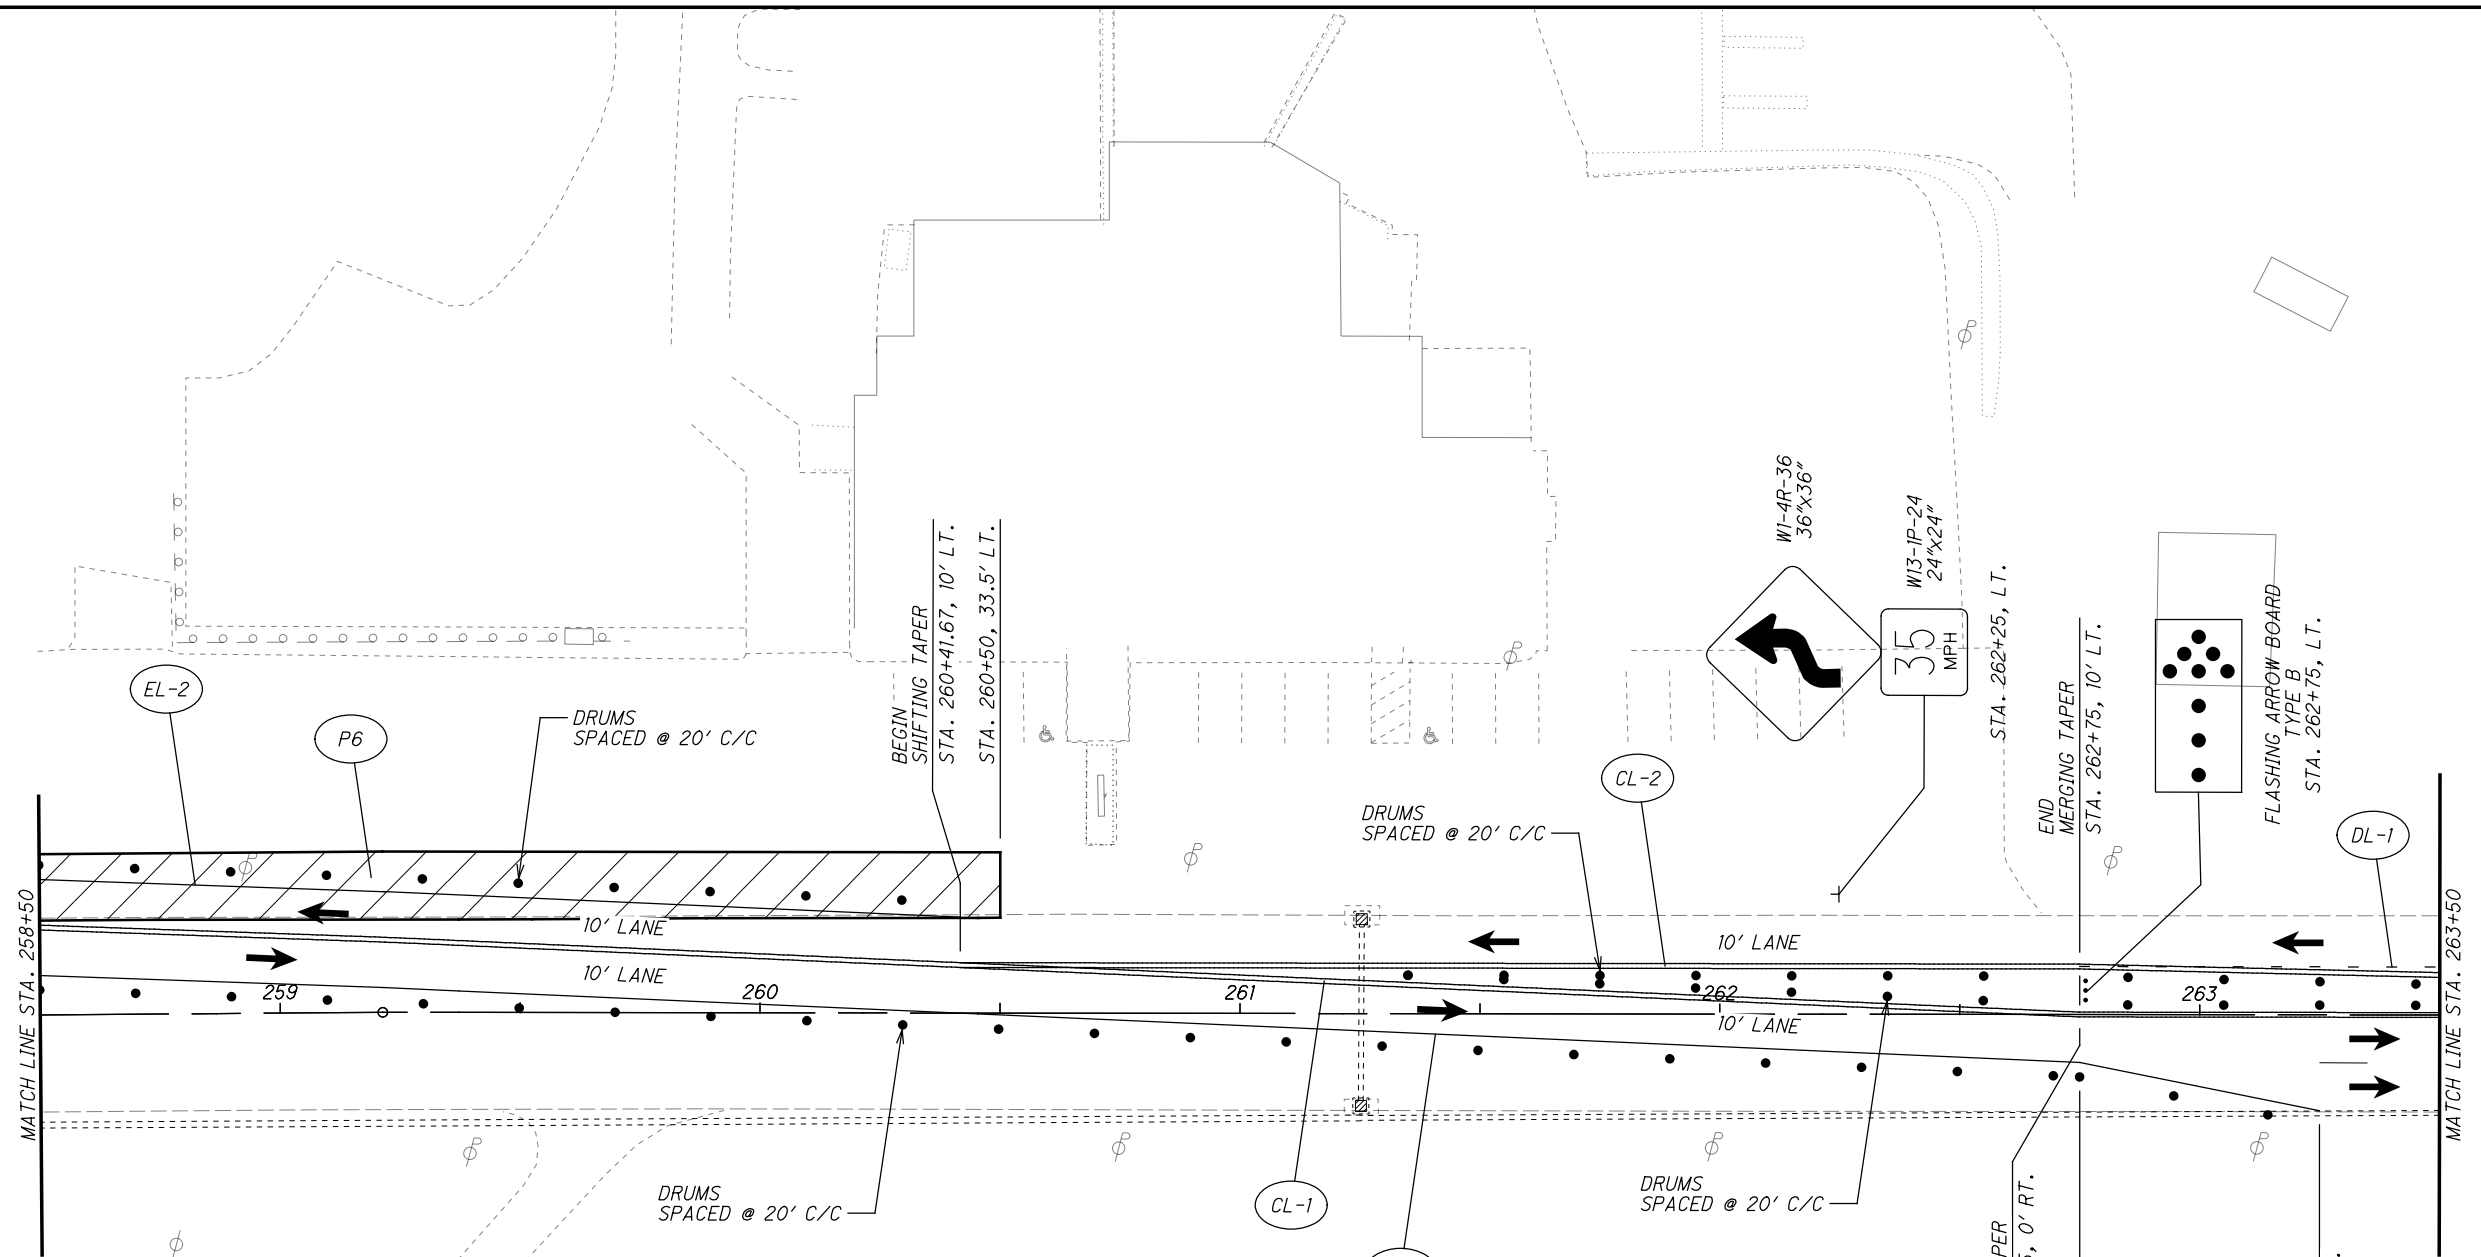 W1-4R-36
36"x36"
W13-1P-24
24"x24"
35
MPH
STA. 262+25, LT.
BEGIN
SHIFTING TAPER
STA. 260+41.67, 10' LT.
STA. 260+50, 33.5' LT.
END
MERGING TAPER
STA. 262+75, 10' LT.
FLASHING ARROW BOARD
TYPE B
STA. 262+75, LT.
EL-2
P6
DRUMS
SPACED @ 20' C/C
CL-2
DRUMS
SPACED @ 20' C/C
DL-1
MATCH LINE STA. 258+50
10' LANE
10' LANE
10' LANE
10' LANE
259
260
261
262
263
MATCH LINE STA. 263+50
DRUMS
SPACED @ 20' C/C
CL-1
DRUMS
SPACED @ 20' C/C
PER
, 0' RT.